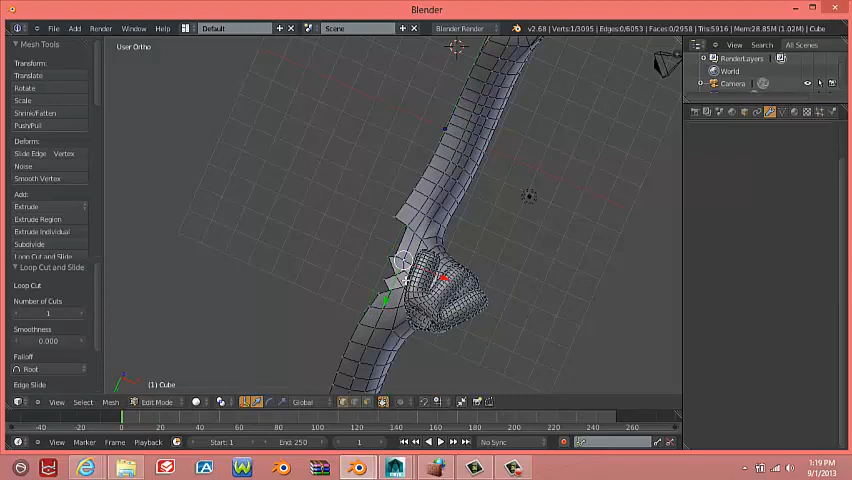 Blender
File Add Render Window Help Default Scene Blender Render v2.68 | Verts:1/3095 | Edges:0/6053 | Faces:0/2958 | Tris:5916 | Mem:28.85M (1.02M) | Cube
Mesh Tools
User Ortho
View Search All Scenes
RenderLayers
World
Camera
Transform:
Translate
Rotate
Scale
Shrink/Fatten
Push/Pull
Deform:
Slide Edge Vertex
Noise
Smooth Vertex
Add:
Extrude
Extrude Region
Extrude Individual
Subdivide
Loop Cut and Slide
Loop Cut and Slide
Loop Cut
Number of Cuts
1
Smoothness
0.000
Falloff
Root
Edge Slide
(1) Cube
View Select Mesh Edit Mode Global
-40 -20 0 20 40 60 80 100 120 140 160 180 200 220 240 260
View Marker Frame Playback Start: 1 End: 250 1 No Sync
1:19 PM
9/1/2013